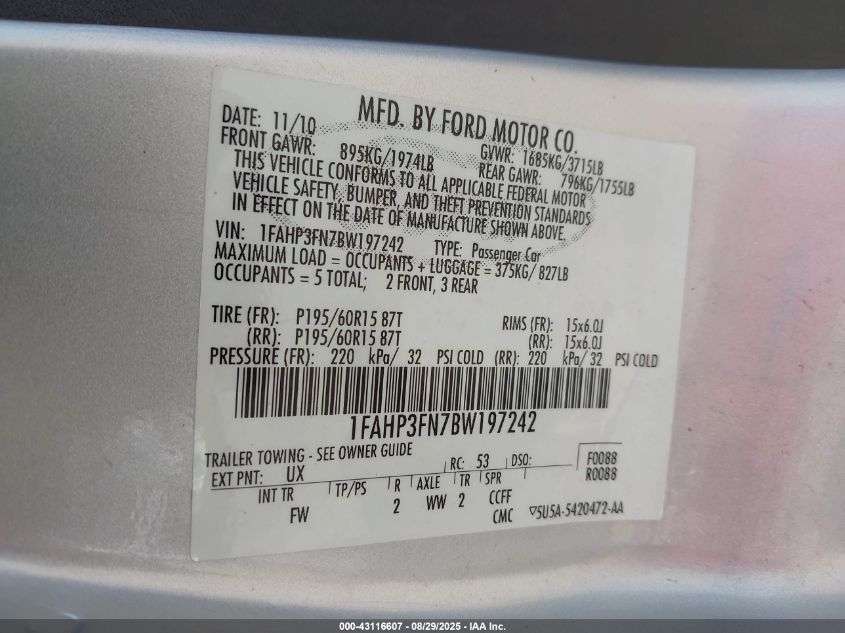 MFD. BY FORD MOTOR CO.
DATE: 11/10
GVWR: 1685KG/3715LB
FRONT GAWR: 895KG/1974LB
REAR GAWR: 796KG/1755LB
THIS VEHICLE CONFORMS TO ALL APPLICABLE FEDERAL MOTOR
VEHICLE SAFETY, BUMPER, AND THEFT PREVENTION STANDARDS
IN EFFECT ON THE DATE OF MANUFACTURE SHOWN ABOVE.
VIN: 1FAHP3FN7BW197242 TYPE: Passenger Car
MAXIMUM LOAD = OCCUPANTS + LUGGAGE = 375KG/ 827LB
OCCUPANTS = 5 TOTAL; 2 FRONT, 3 REAR
TIRE (FR): P195/60R15 87T RIMS (FR): 15x6.0J
(RR): P195/60R15 87T (RR): 15x6.0J
PRESSURE (FR): 220 kPa/ 32 PSI COLD (RR): 220 kPa/ 32 PSI COLD
1FAHP3FN7BW197242
TRAILER TOWING - SEE OWNER GUIDE
EXT PNT: UX RC: 53 DSO: F0088
R0088
INT TR TP/PS R AXLE TR SPR
FW 2 WW 2 CCFF
CMC ▽5U5A-5420472-AA
000-43116607 - 08/29/2025 - IAA Inc.